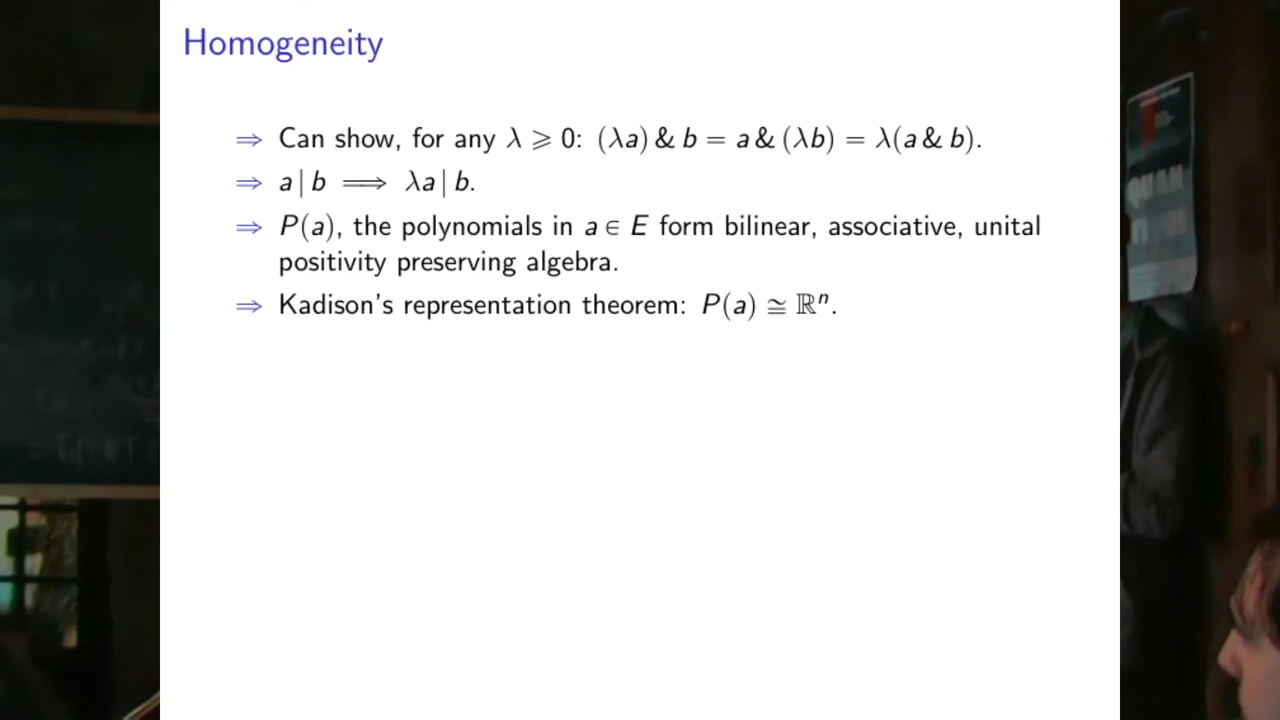 Homogeneity
⇒ Can show, for any λ ⩾ 0: (λa) & b = a & (λb) = λ(a & b).
⇒ a | b ⟹ λa | b.
⇒ P(a), the polynomials in a ∈ E form bilinear, associative, unital
positivity preserving algebra.
⇒ Kadison's representation theorem: P(a) ≅ ℝⁿ.